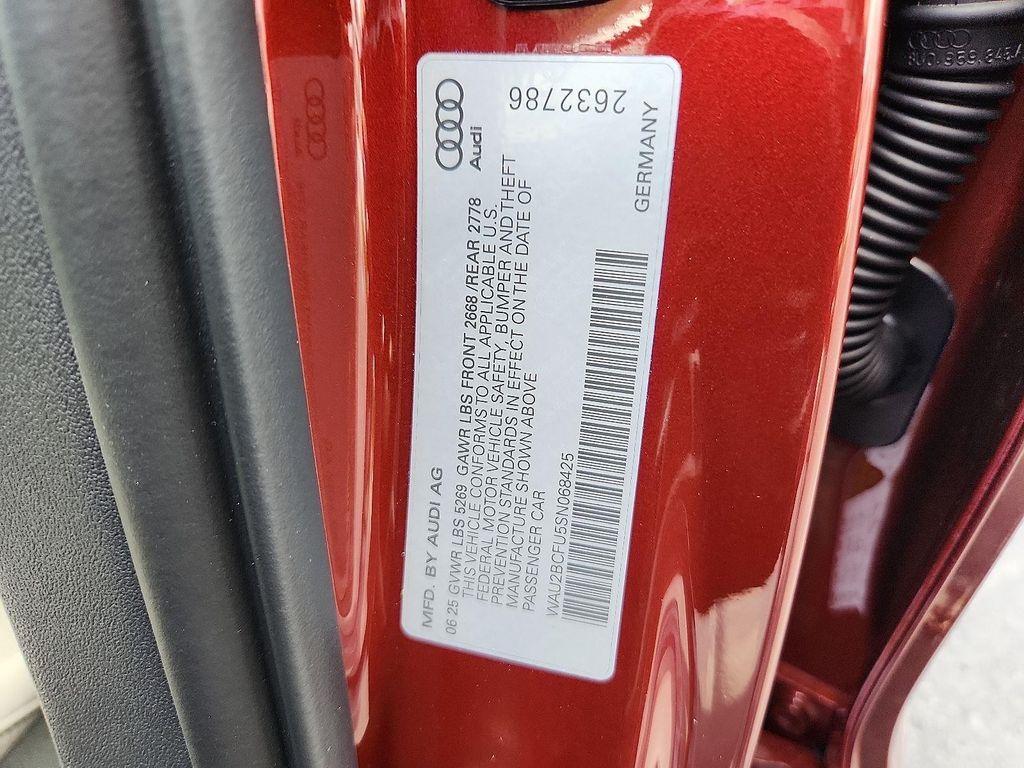 Audi
2632786
MFD. BY AUDI AG
06 25 GVWR LBS 5269 GAWR LBS FRONT 2668 /REAR 2778
THIS VEHICLE CONFORMS TO ALL APPLICABLE U.S.
FEDERAL MOTOR VEHICLE SAFETY, BUMPER AND THEFT
PREVENTION STANDARDS IN EFFECT ON THE DATE OF
MANUFACTURE SHOWN ABOVE
PASSENGER CAR
GERMANY
WAU2BCFU5SN068425